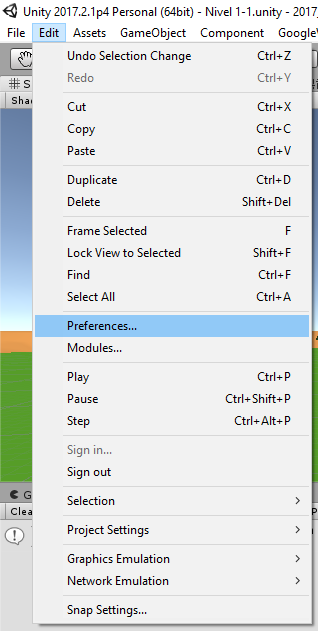 Unity 2017.2.1p4 Personal (64bit) - Nivel 1-1.unity - 2017_
File Edit Assets GameObject Component Google
Undo Selection Change Ctrl+Z
Redo Ctrl+Y
Cut Ctrl+X
Copy Ctrl+C
Paste Ctrl+V
Duplicate Ctrl+D
Delete Shift+Del
Frame Selected F
Lock View to Selected Shift+F
Find Ctrl+F
Select All Ctrl+A
Preferences...
Modules...
Play Ctrl+P
Pause Ctrl+Shift+P
Step Ctrl+Alt+P
Sign in...
Sign out
Selection
Project Settings
Graphics Emulation
Network Emulation
Snap Settings...
# S
Shad
G
Clea